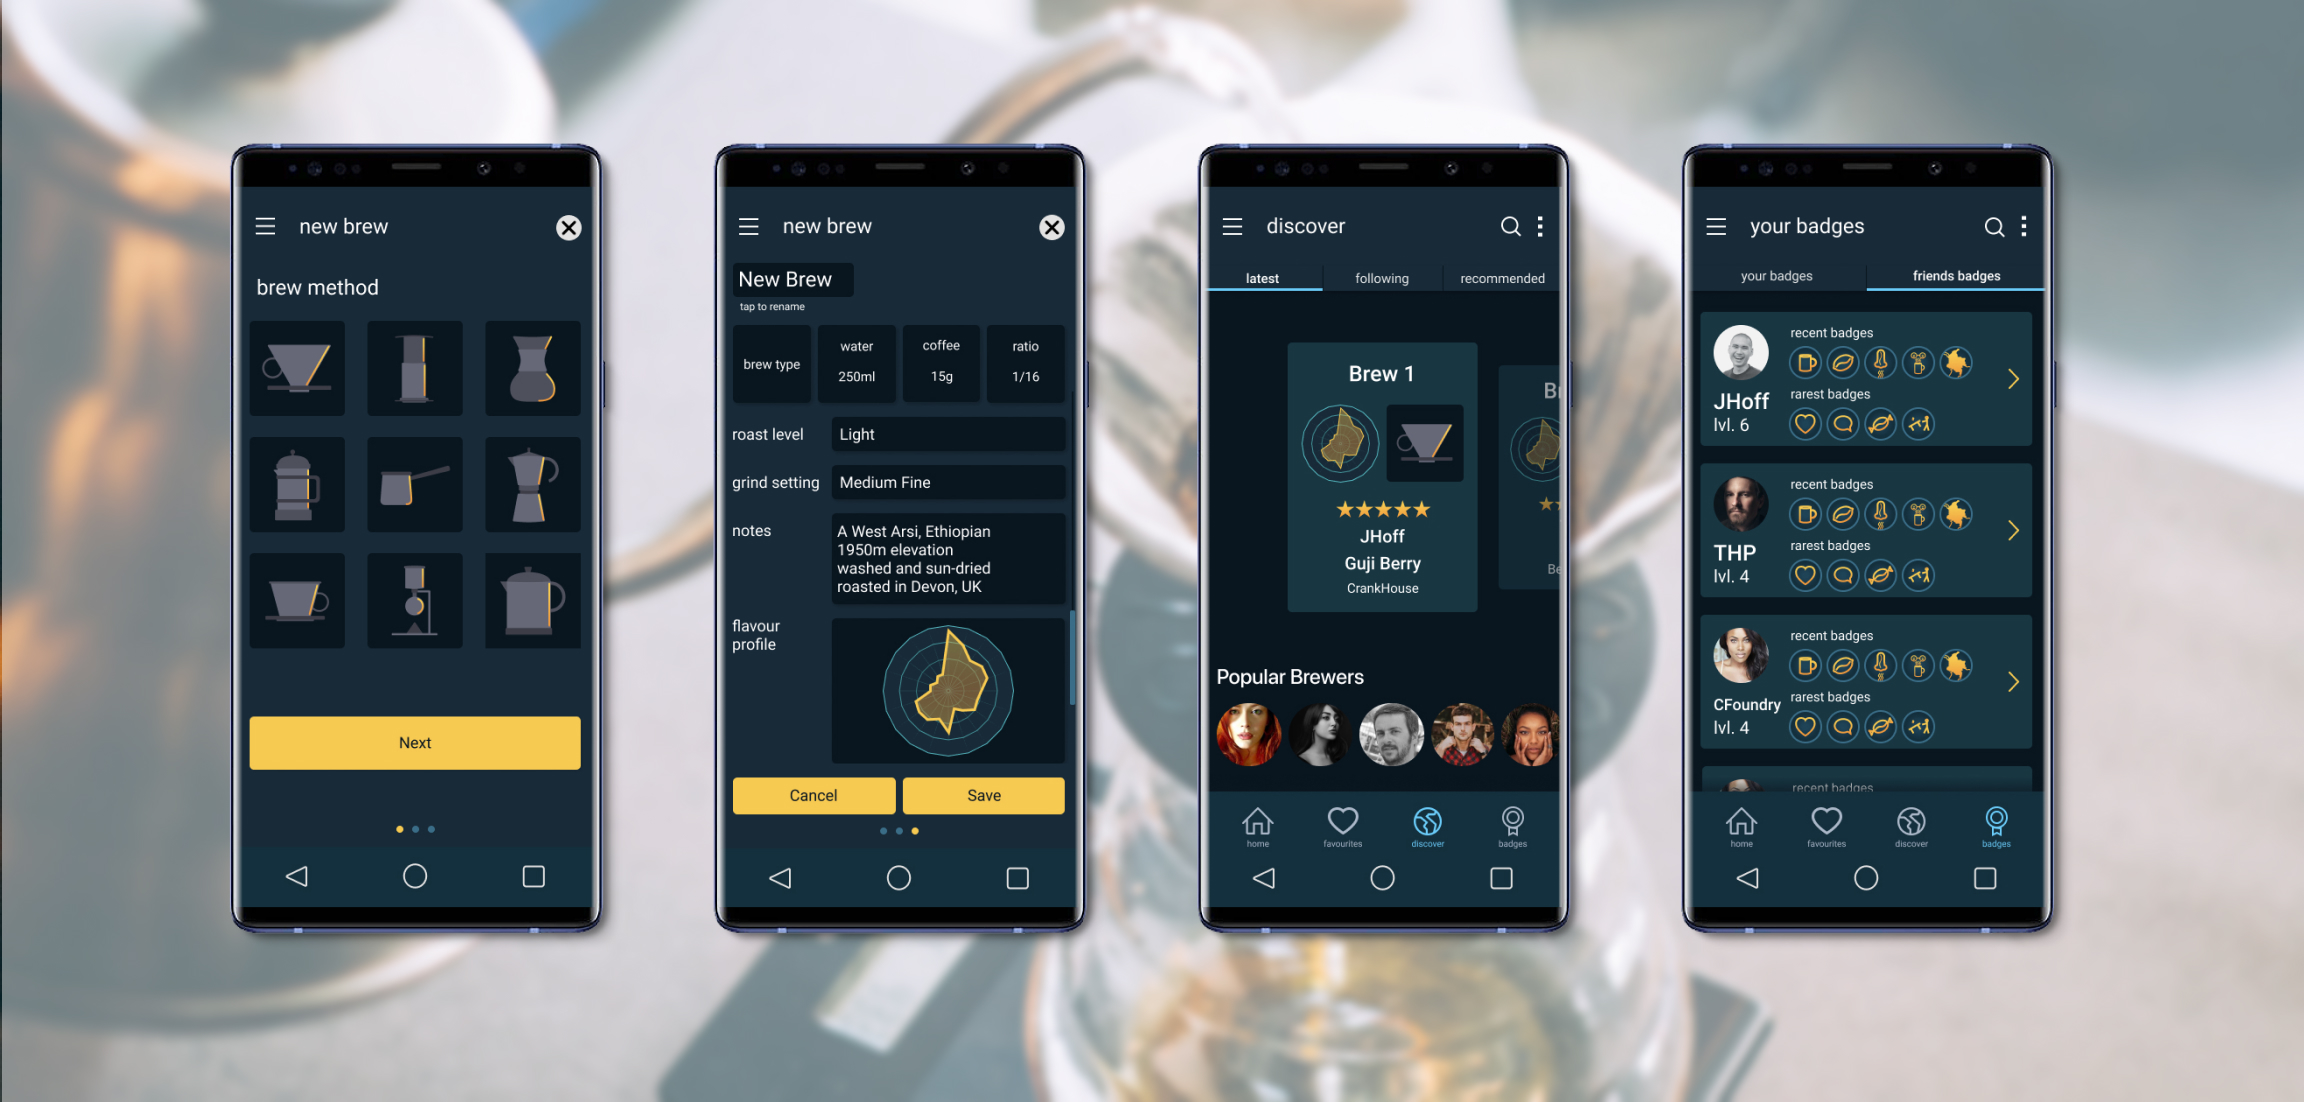 new brew
brew method
Next
new brew
New Brew
tap to rename
brew type
water
250ml
coffee
15g
ratio
1/16
roast level
Light
grind setting
Medium Fine
notes
A West Arsi, Ethiopian
1950m elevation
washed and sun-dried
roasted in Devon, UK
flavour
profile
Cancel
Save
discover
latest
following
recommended
Brew 1
JHoff
Guji Berry
CrankHouse
Popular Brewers
home
favourites
discover
badges
your badges
your badges
friends badges
recent badges
JHoff
lvl. 6
rarest badges
recent badges
THP
lvl. 4
rarest badges
recent badges
CFoundry
lvl. 4
rarest badges
recent badges
home
favourites
discover
badges